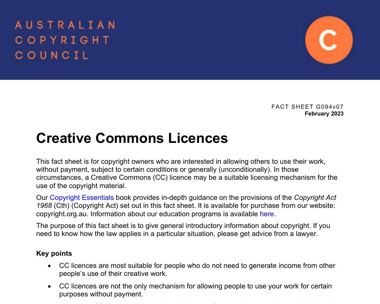 AUSTRALIAN
COPYRIGHT
COUNCIL
C
FACT SHEET G094v07
February 2023
Creative Commons Licences
This fact sheet is for copyright owners who are interested in allowing others to use their work,
without payment, subject to certain conditions or generally (unconditionally). In those
circumstances, a Creative Commons (CC) licence may be a suitable licensing mechanism for the
use of the copyright material.
Our Copyright Essentials book provides in-depth guidance on the provisions of the Copyright Act
1968 (Cth) (Copyright Act) set out in this fact sheet. It is available for purchase from our website:
copyright.org.au. Information about our education programs is available here.
The purpose of this fact sheet is to give general introductory information about copyright. If you
need to know how the law applies in a particular situation, please get advice from a lawyer.
Key points
• CC licences are most suitable for people who do not need to generate income from other
people's use of their creative work.
• CC licences are not the only mechanism for allowing people to use your work for certain
purposes without payment.